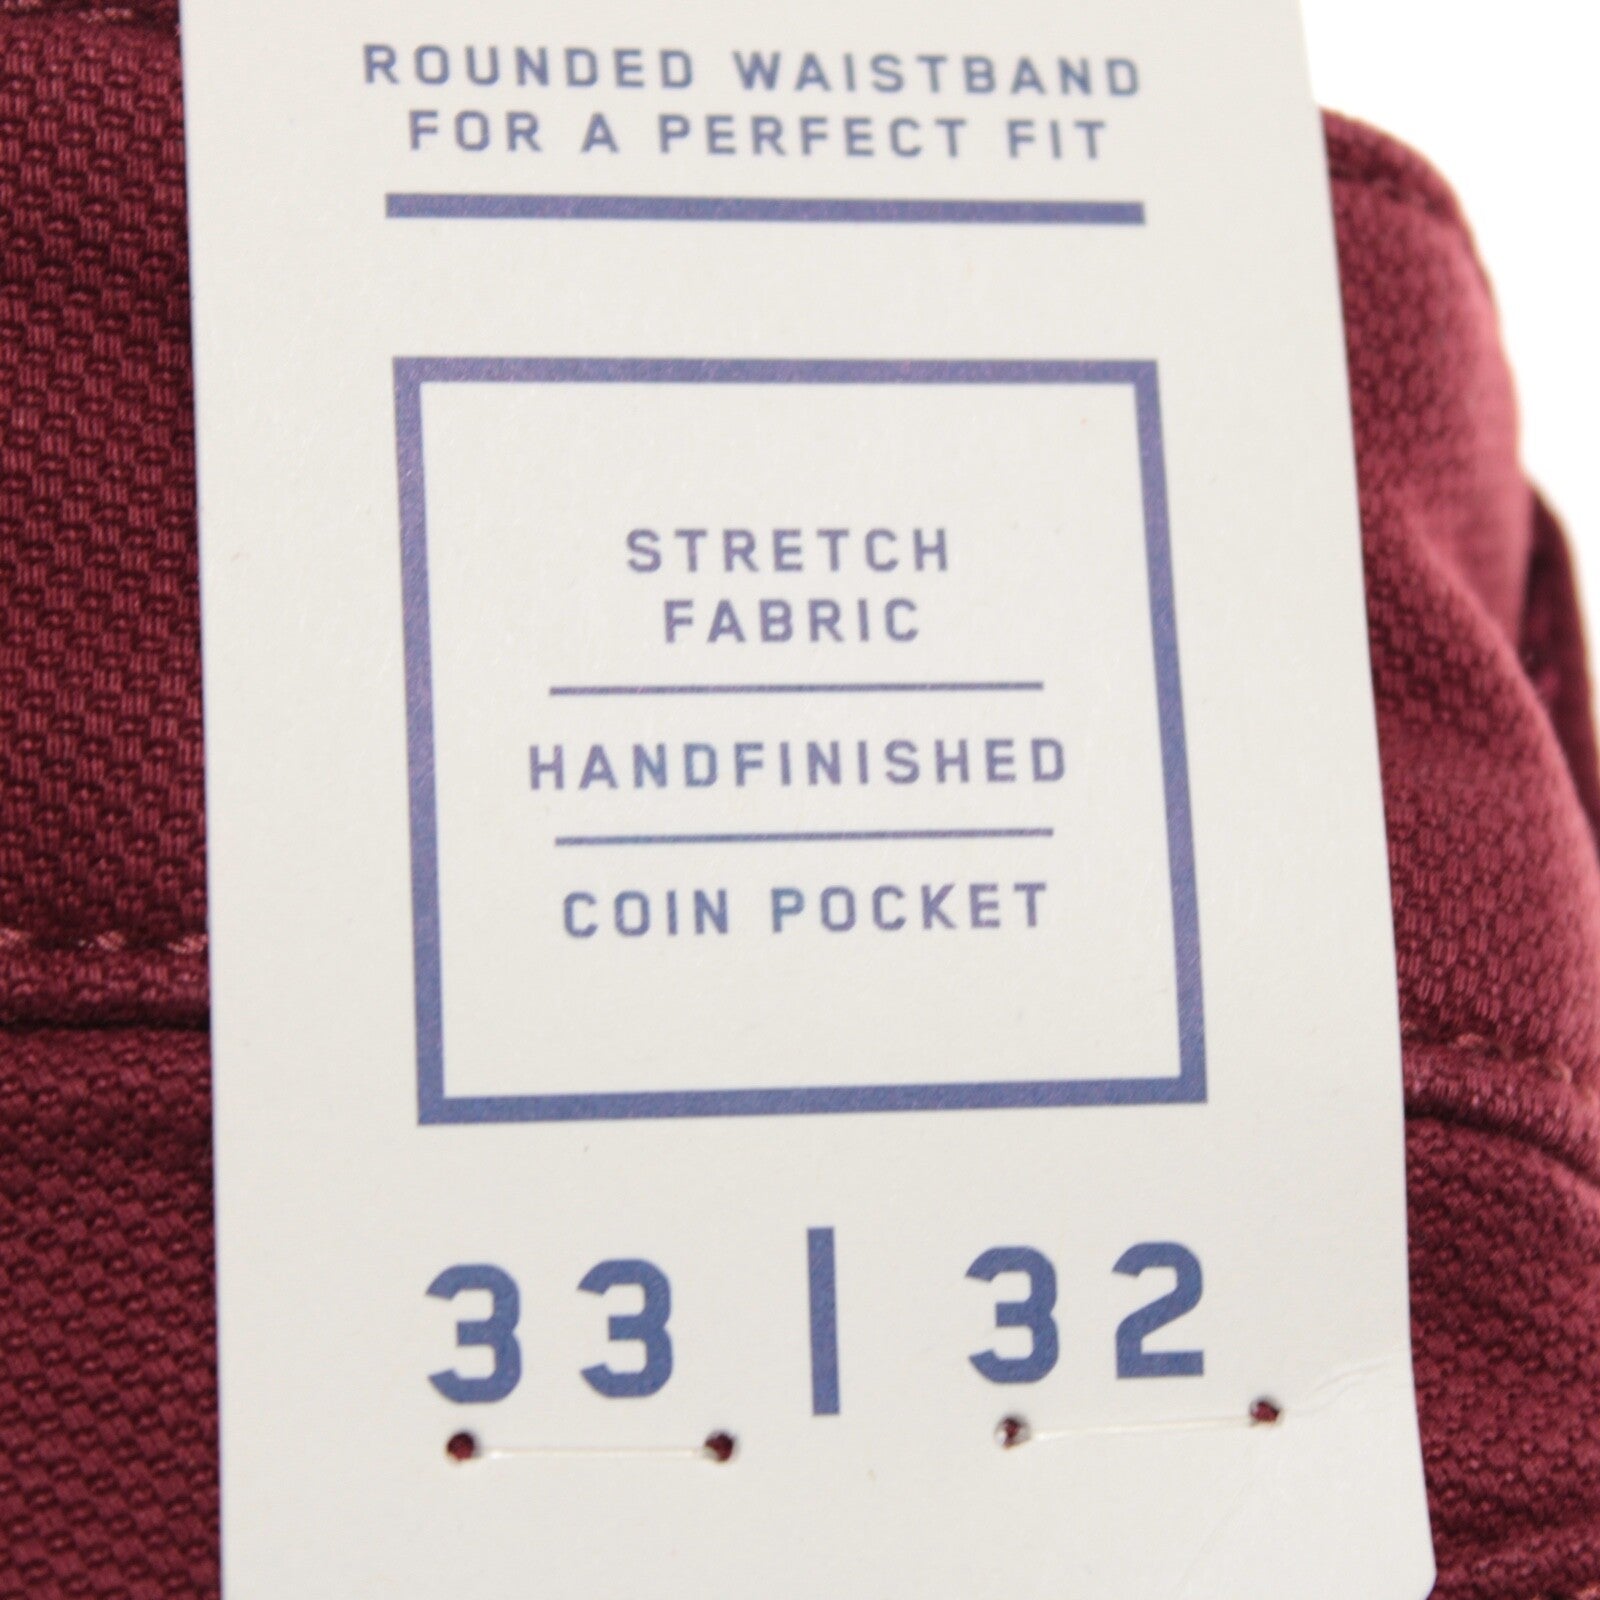 ROUNDED WAISTBAND
FOR A PERFECT FIT
STRETCH
FABRIC
HANDFINISHED
COIN POCKET
33 | 32